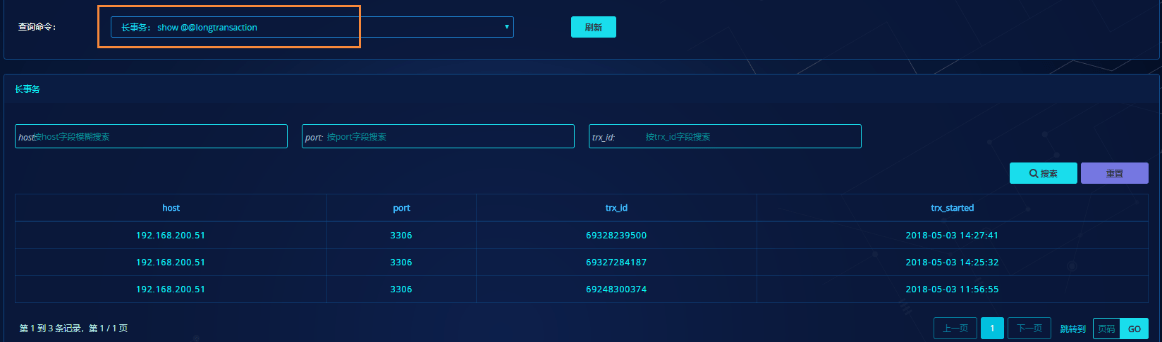 查询命令： 长事务： show @@longtransaction 刷新
长事务
host: 按host字段模糊搜索 port: 按port字段搜索 trx_id: 按trx_id字段搜索
搜索 重置
host port trx_id trx_started
192.168.200.51 3306 69328239500 2018-05-03 14:27:41
192.168.200.51 3306 69327284187 2018-05-03 14:25:32
192.168.200.51 3306 69248300374 2018-05-03 11:56:55
第 1 到 3 条记录，第 1 / 1 页 上一页 1 下一页 跳转到 页码 GO